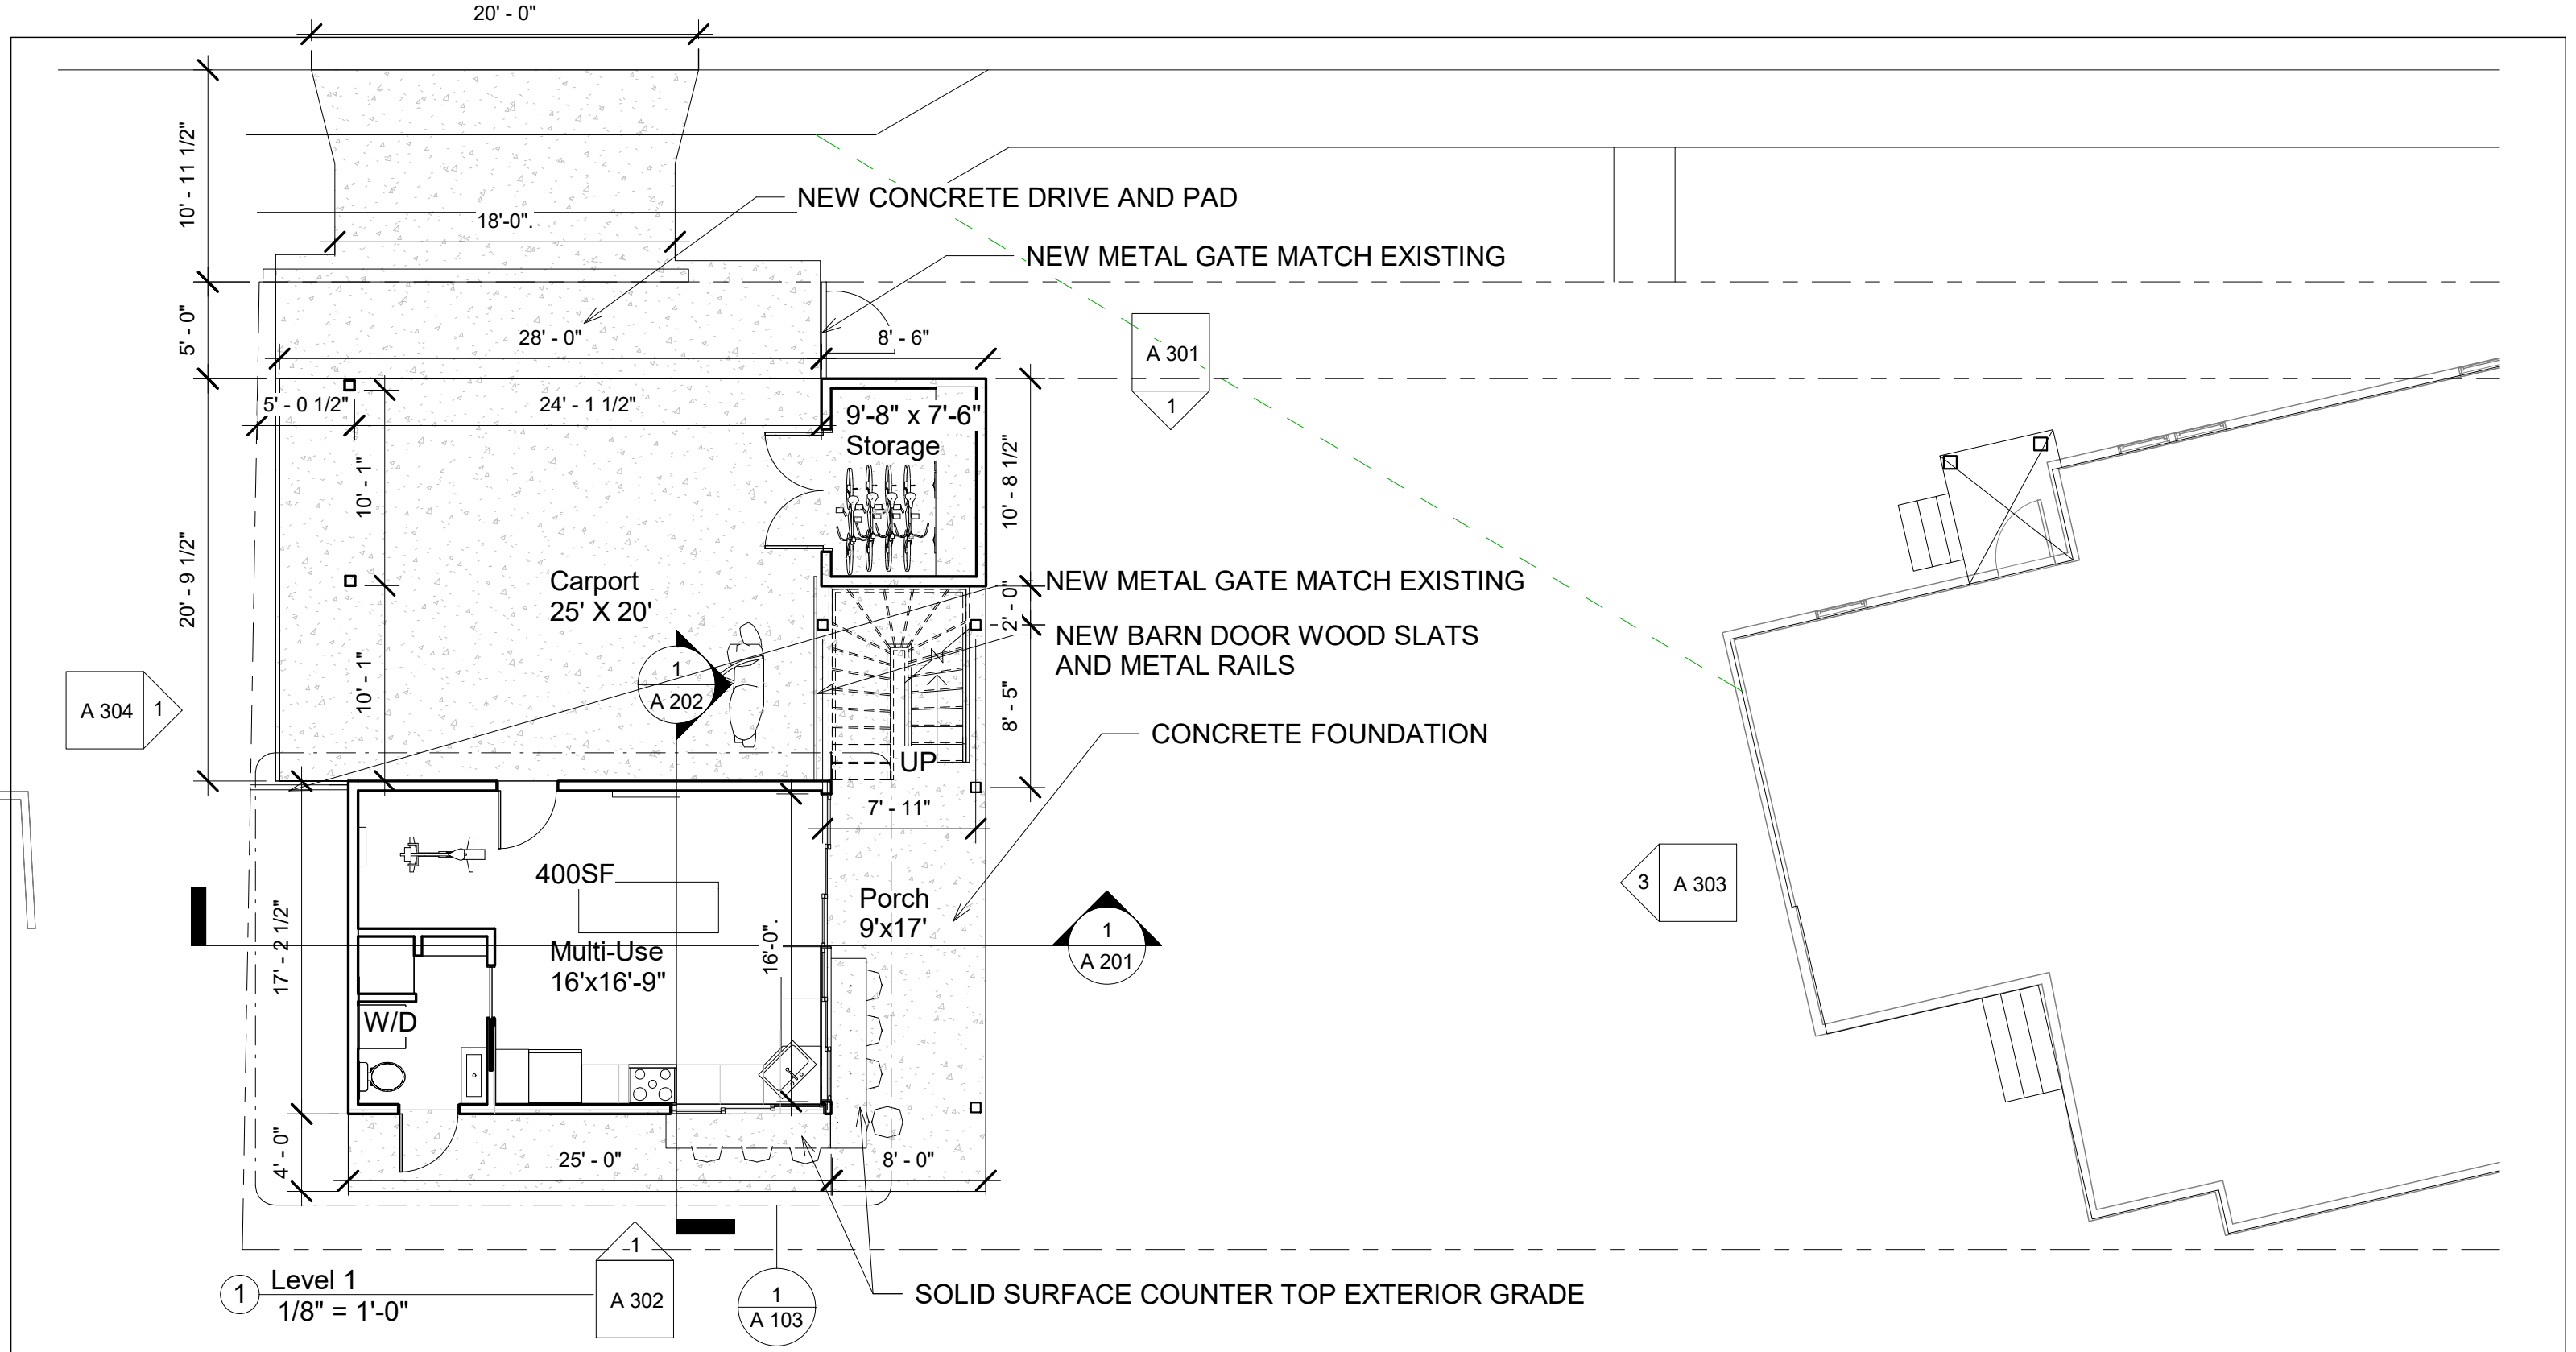 20' - 0"
10' - 11 1/2"
NEW CONCRETE DRIVE AND PAD
18'-0".
NEW METAL GATE MATCH EXISTING
5' - 0"
28' - 0"
8' - 6"
A 301
1
5' - 0 1/2"
24' - 1 1/2"
9'-8" x 7'-6"
Storage
10' - 1"
10' - 8 1/2"
20' - 9 1/2"
Carport
25' X 20'
NEW METAL GATE MATCH EXISTING
2' - 0"
NEW BARN DOOR WOOD SLATS
AND METAL RAILS
1
A 202
N
10' - 1"
8' - 5"
A 304
1
CONCRETE FOUNDATION
UP
7' - 11"
400SF
Porch
9'x17'
3
A 303
17' - 2 1/2"
Multi-Use
16'x16'-9"
16'-0".
1
A 201
W/D
4' - 0"
25' - 0"
8' - 0"
1
Level 1
1/8" = 1'-0"
1
A 302
1
A 103
SOLID SURFACE COUNTER TOP EXTERIOR GRADE